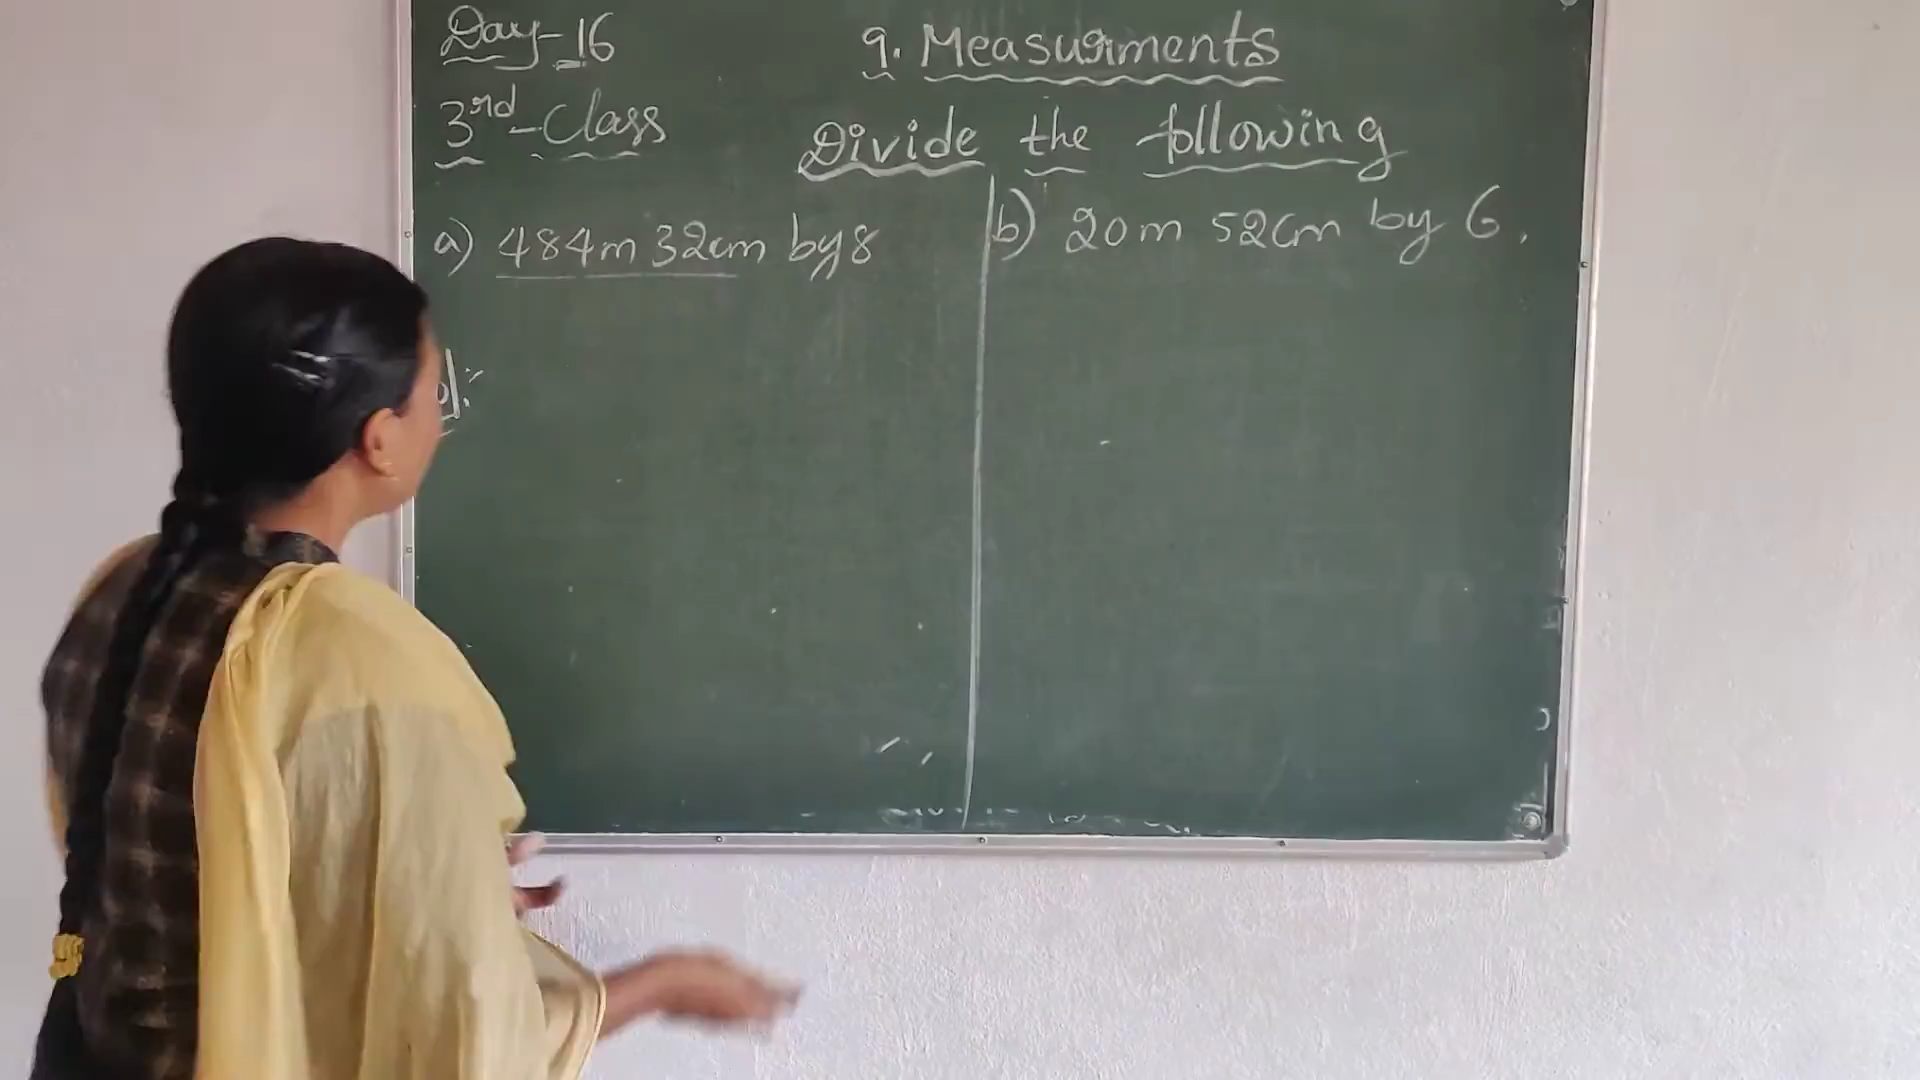 Day-16
9. Measurments
3rd-Class
Divide the following
a) 484m 32cm by 8
b) 20m 52cm by 6.